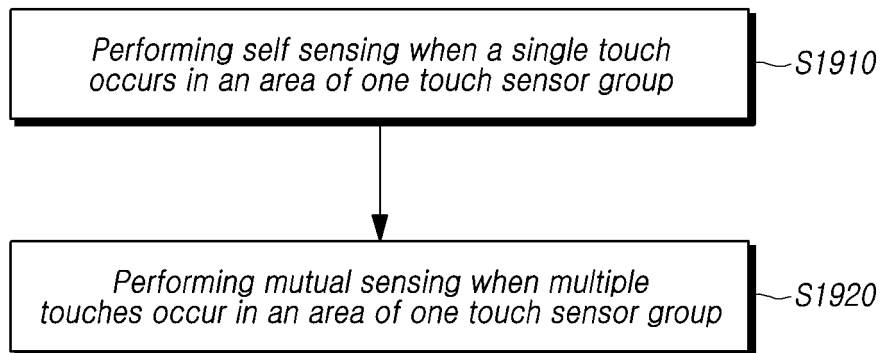 Performing self sensing when a single touch
occurs in an area of one touch sensor group
S1910
Performing mutual sensing when multiple
touches occur in an area of one touch sensor group
S1920